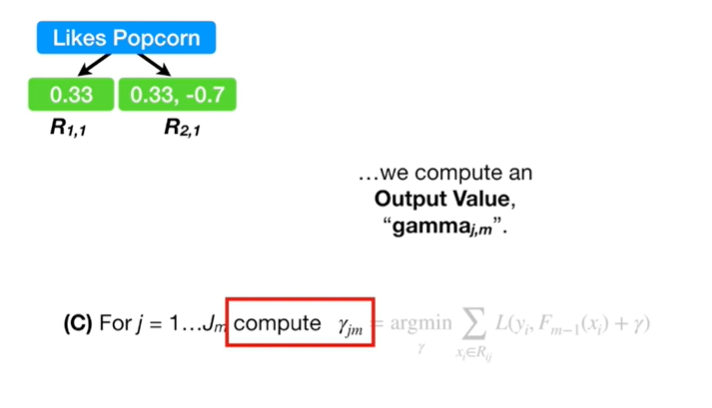 Likes Popcorn
0.33 0.33, -0.7
R1,1 R2,1
…we compute an
Output Value,
“gammaj,m”.
(C) For j = 1…Jm compute γjm = argmin ∑ L(yi, Fm−1(xi) + γ)
γ xi∈Rij